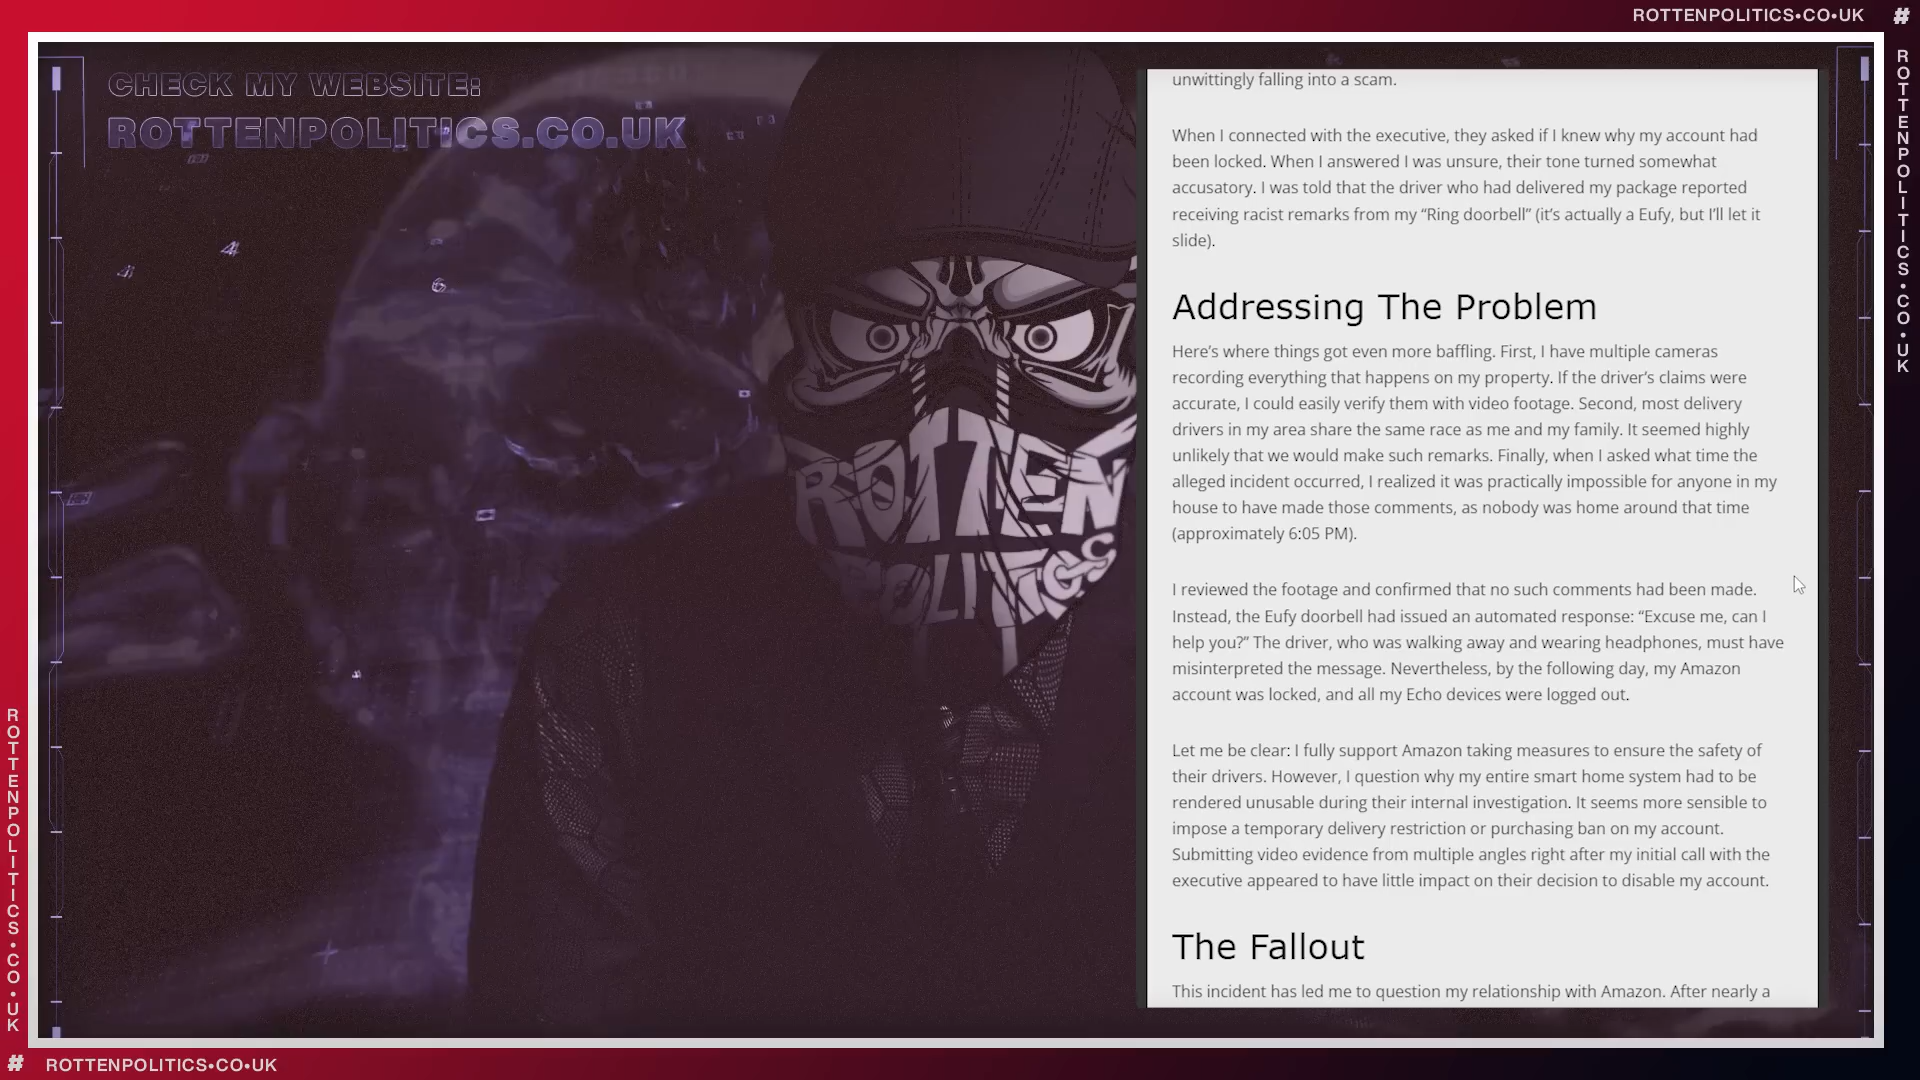 ROTTENPOLITICS•CO•UK #
CHECK MY WEBSITE:
ROTTENPOLITICS.CO.UK
ROTTEN
POLITICS
unwittingly falling into a scam.
When I connected with the executive, they asked if I knew why my account had
been locked. When I answered I was unsure, their tone turned somewhat
accusatory. I was told that the driver who had delivered my package reported
receiving racist remarks from my “Ring doorbell” (it’s actually a Eufy, but I’ll let it
slide).
Addressing The Problem
Here’s where things got even more baffling. First, I have multiple cameras
recording everything that happens on my property. If the driver’s claims were
accurate, I could easily verify them with video footage. Second, most delivery
drivers in my area share the same race as me and my family. It seemed highly
unlikely that we would make such remarks. Finally, when I asked what time the
alleged incident occurred, I realized it was practically impossible for anyone in my
house to have made those comments, as nobody was home around that time
(approximately 6:05 PM).
I reviewed the footage and confirmed that no such comments had been made.
Instead, the Eufy doorbell had issued an automated response: “Excuse me, can I
help you?” The driver, who was walking away and wearing headphones, must have
misinterpreted the message. Nevertheless, by the following day, my Amazon
account was locked, and all my Echo devices were logged out.
Let me be clear: I fully support Amazon taking measures to ensure the safety of
their drivers. However, I question why my entire smart home system had to be
rendered unusable during their internal investigation. It seems more sensible to
impose a temporary delivery restriction or purchasing ban on my account.
Submitting video evidence from multiple angles right after my initial call with the
executive appeared to have little impact on their decision to disable my account.
The Fallout
This incident has led me to question my relationship with Amazon. After nearly a
ROTTENPOLITICS•CO•UK
ROTTENPOLITICS•CO•UK
# ROTTENPOLITICS•CO•UK